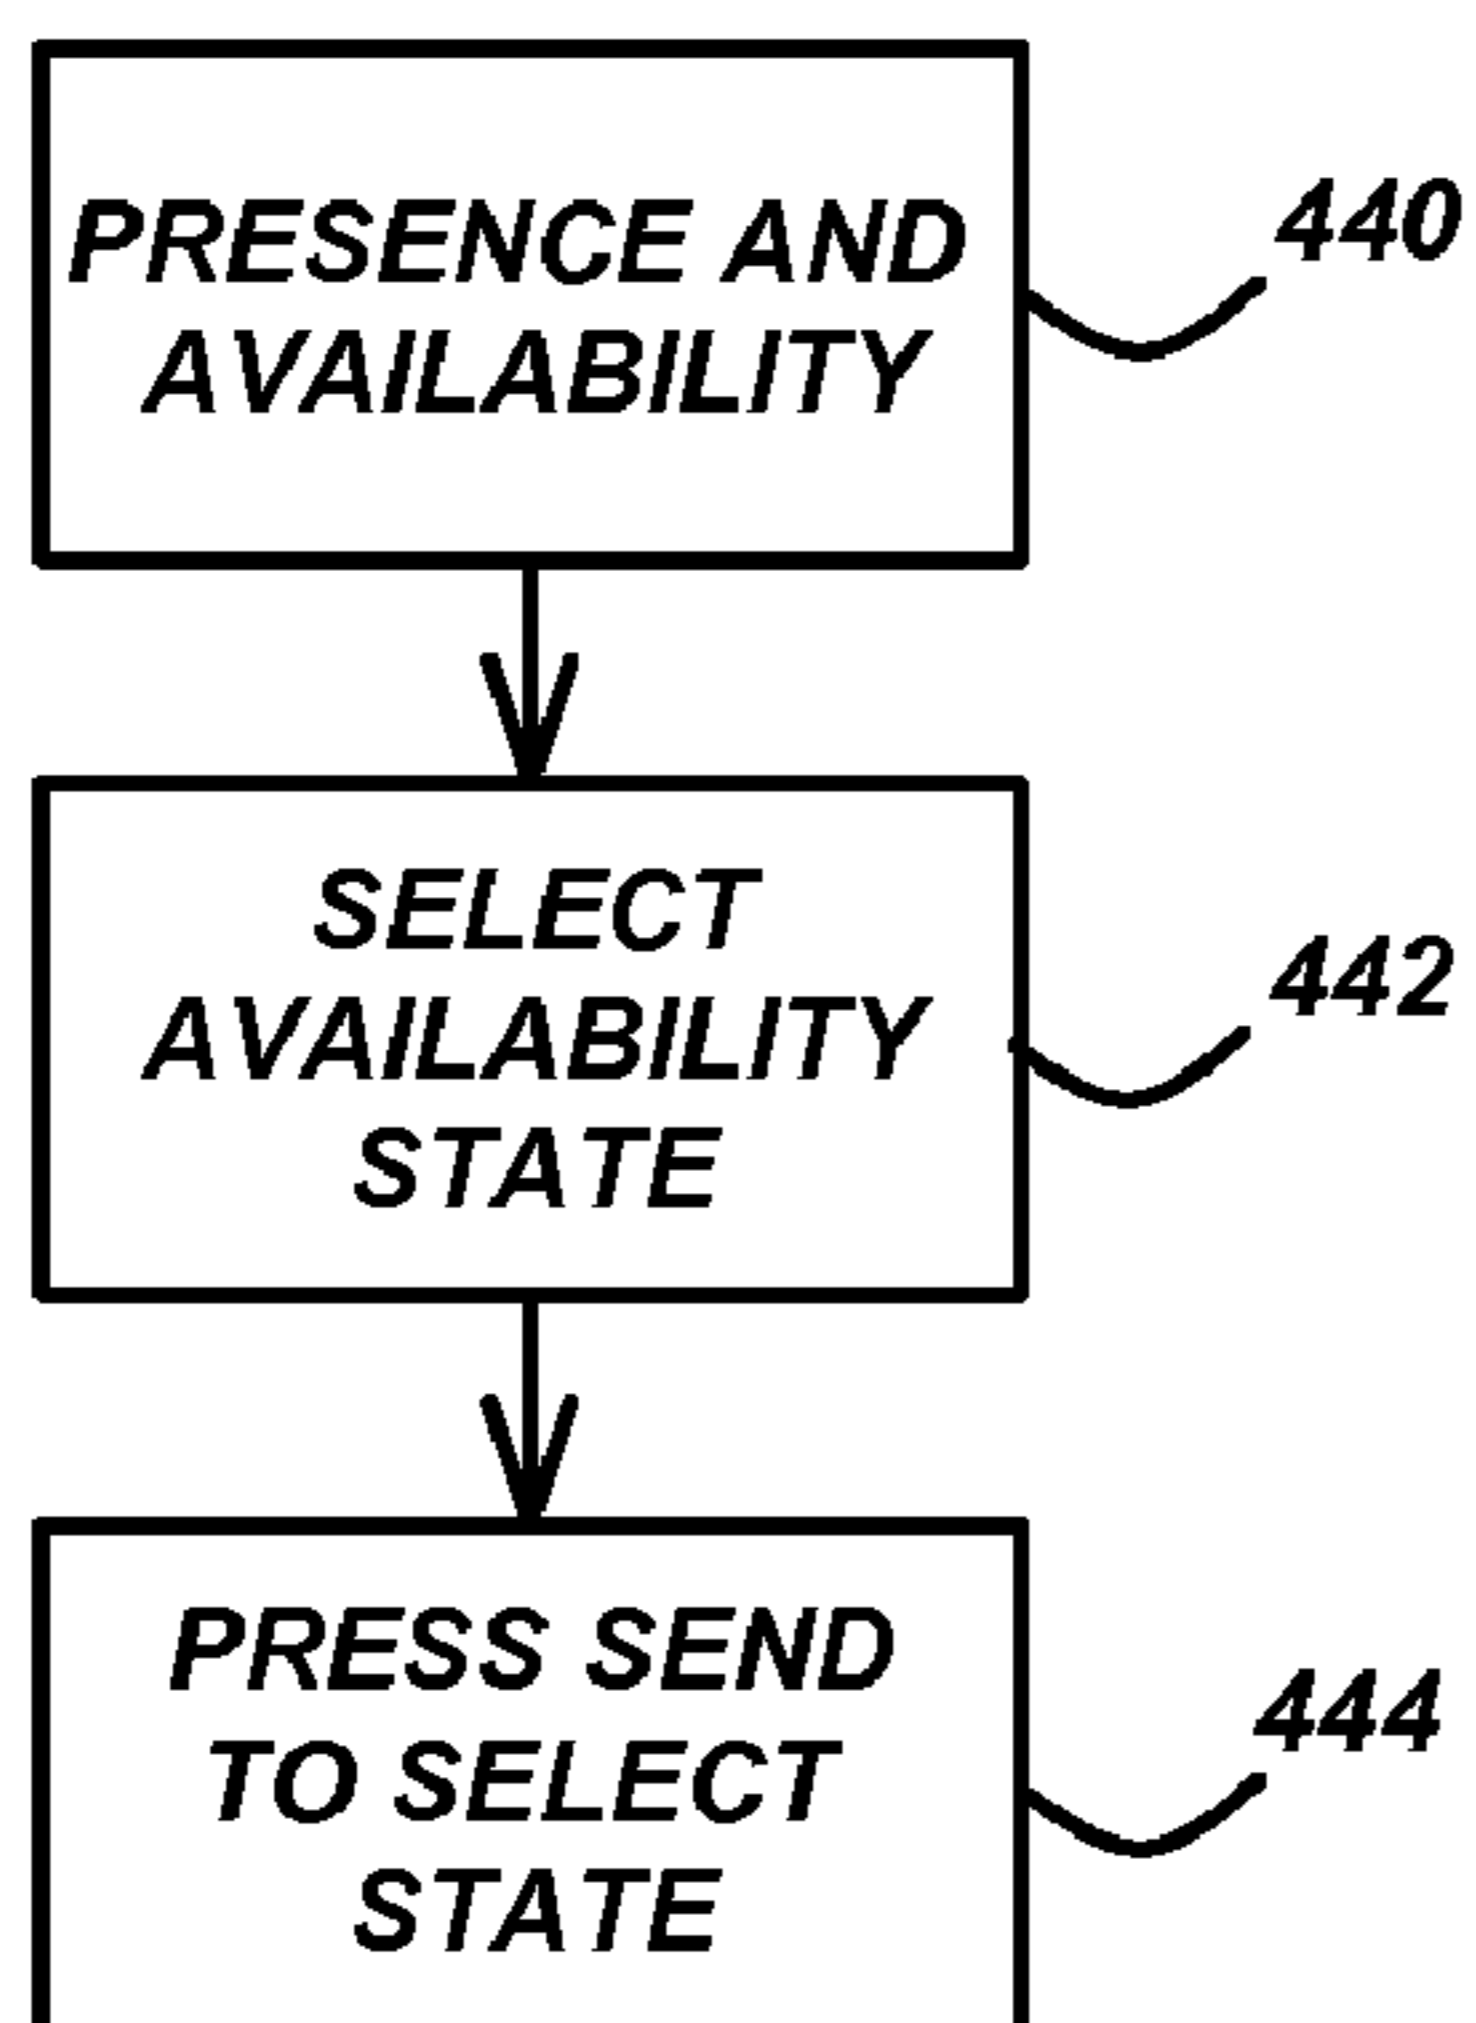 PRESENCE AND
AVAILABILITY
440
SELECT
AVAILABILITY
STATE
442
PRESS SEND
TO SELECT
STATE
444